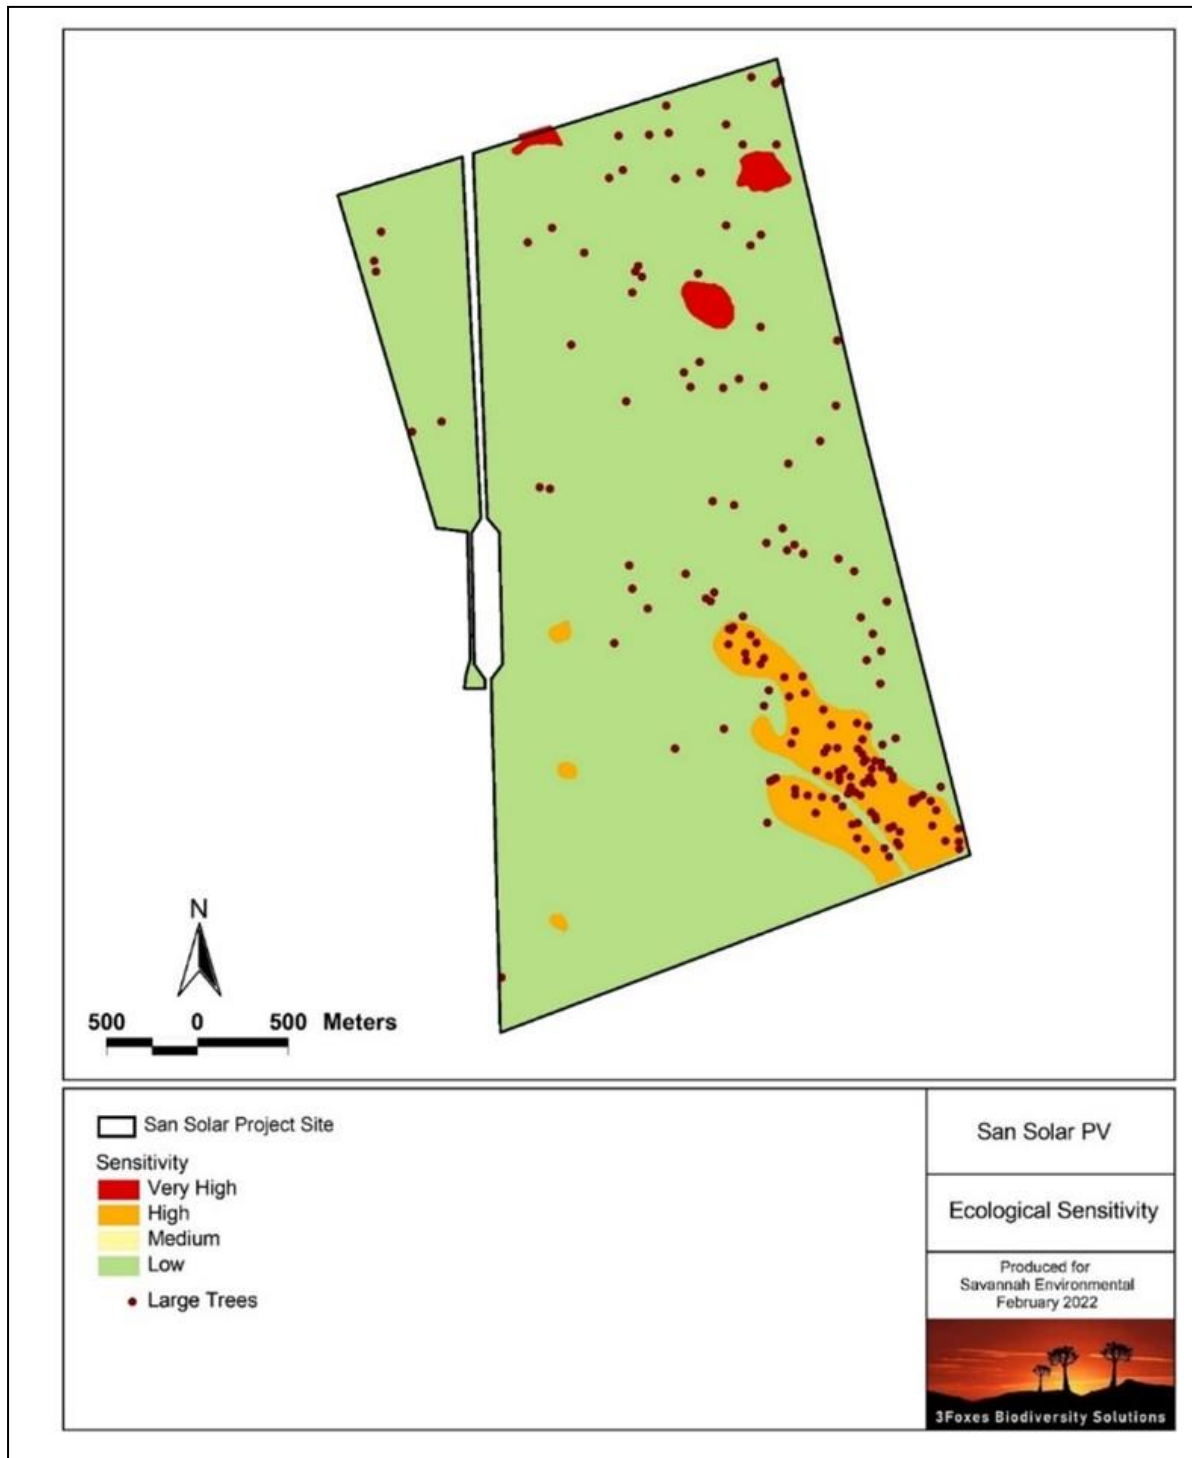 N
500 0 500 Meters
San Solar Project Site
Sensitivity
Very High
High
Medium
Low
Large Trees
San Solar PV
Ecological Sensitivity
Produced for
Savannah Environmental
February 2022
3Foxes Biodiversity Solutions